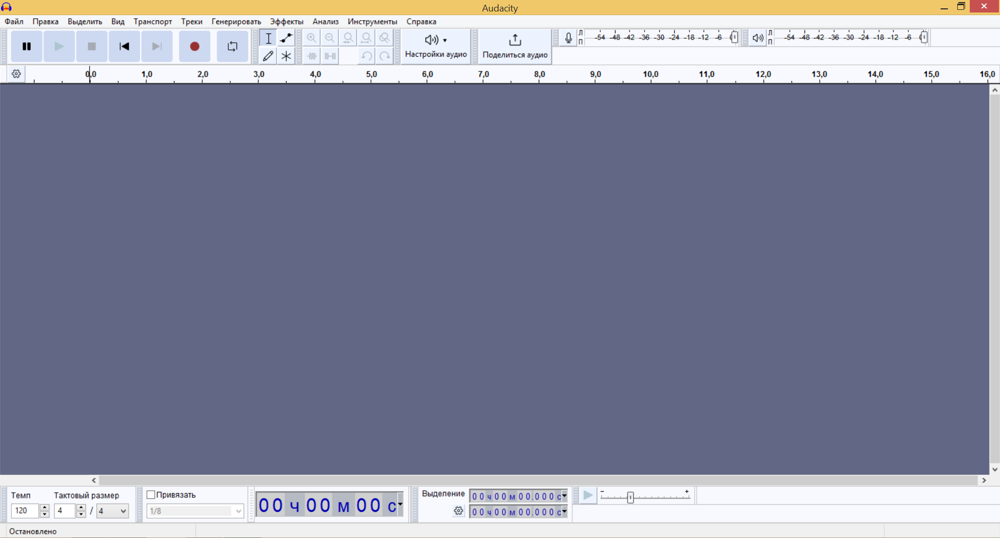 Audacity
Файл Правка Выделить Вид Транспорт Треки Генерировать Эффекты Анализ Инструменты Справка
Настройки аудио
Поделиться аудио
Л
П
-54 -48 -42 -36 -30 -24 -18 -12 -6 0
Л
П
-54 -48 -42 -36 -30 -24 -18 -12 -6 0
0,0 1,0 2,0 3,0 4,0 5,0 6,0 7,0 8,0 9,0 10,0 11,0 12,0 13,0 14,0 15,0 16,0
Темп Тактовый размер
120 4 / 4
Привязать
1/8
00 ч 00 м 00 с
Выделение
00 ч 00 м 00.000 с
00 ч 00 м 00.000 с
- +
Остановлено